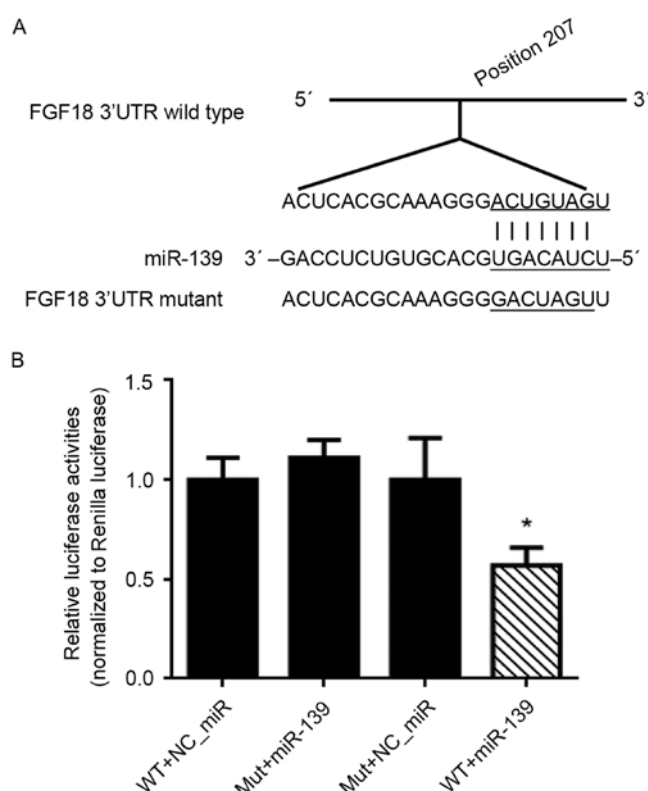 A
Position 207
5´ 3´
FGF18 3'UTR wild type
ACUCACGCAAAGGGACUGUAGU
miR-139 3´ –GACCUCUGUGCACGUGACAUCU–5´
FGF18 3'UTR mutant ACUCACGCAAAGGGGACUAGUU
B
Relative luciferase activities
(normalized to Renilla luciferase)
1.5
1.0
0.5
0.0
*
WT+NC_miR
Mut+miR-139
Mut+NC_miR
WT+miR-139